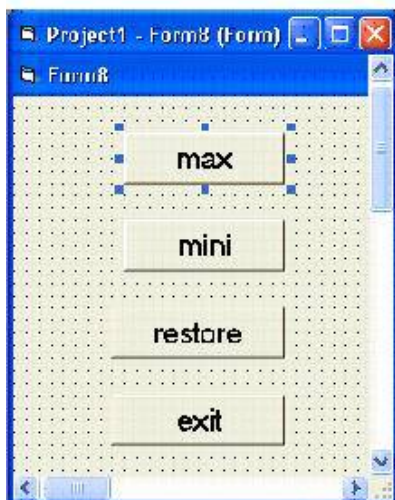 Project1 - Form8 (Form)
Form8
max
mini
restore
exit